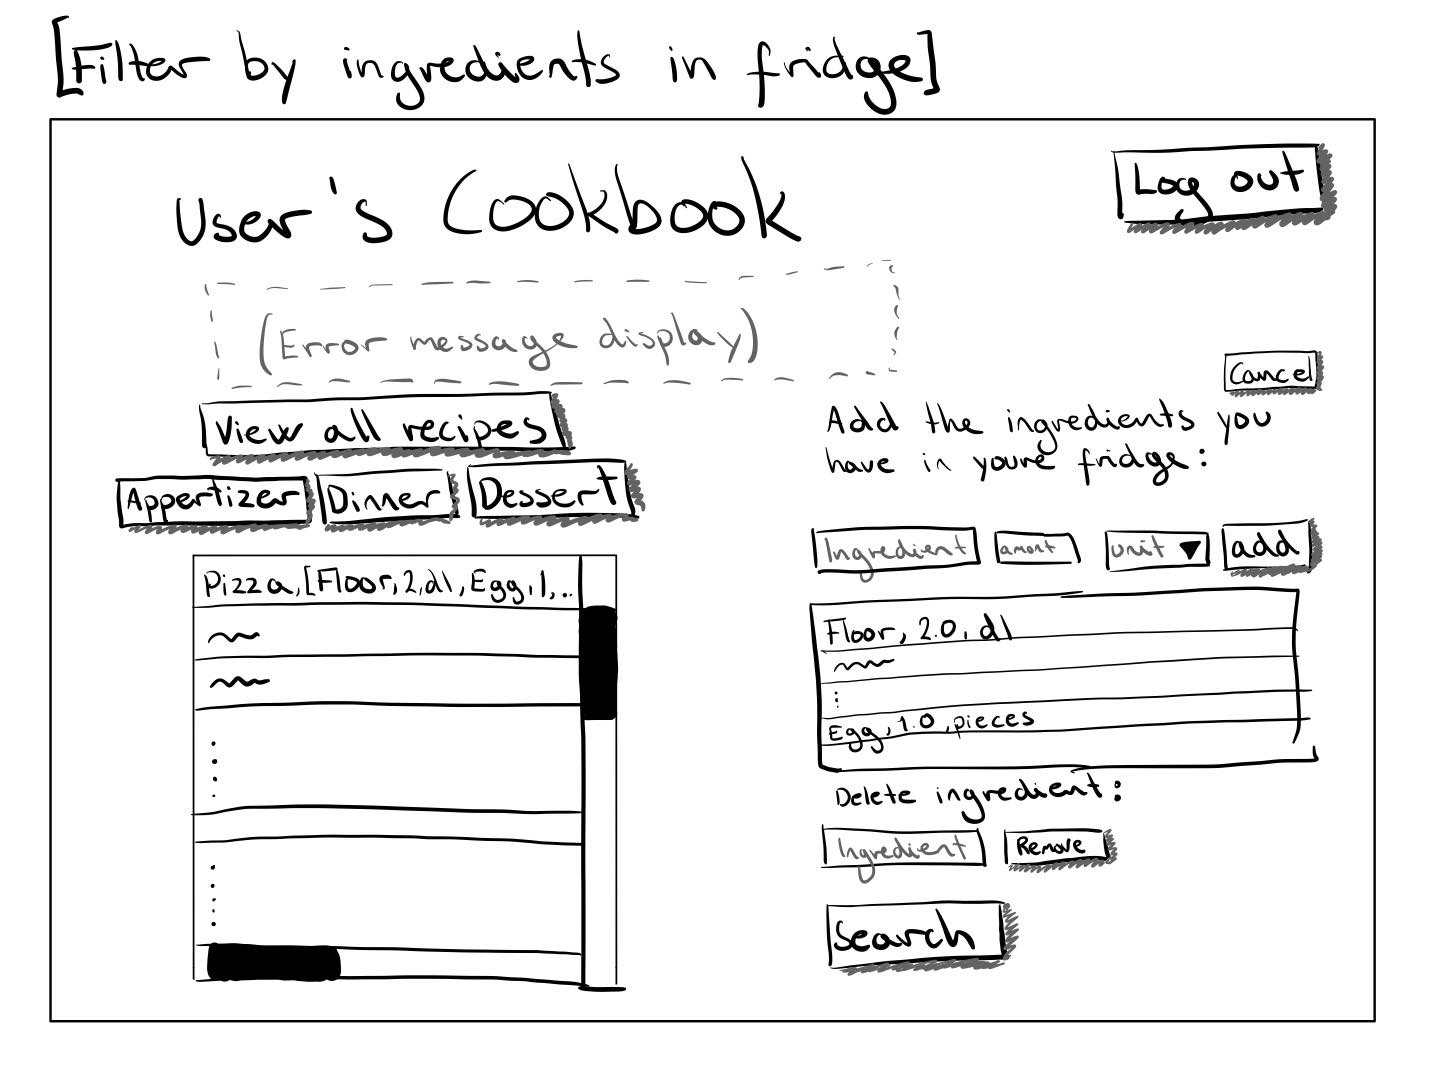 [Filter by ingredients in fridge]
User's Cookbook
Log out
(Error message display)
View all recipes
Appertizer
Dinner
Dessert
Pizza, [Floor, 2, dl, Egg, 1, ...
Cancel
Add the ingredients you
have in youre fridge:
Ingredient
amont
unit
add
Floor, 2.0, dl
Egg, 1.0, pieces
Delete ingredient:
Ingredient
Remove
Search